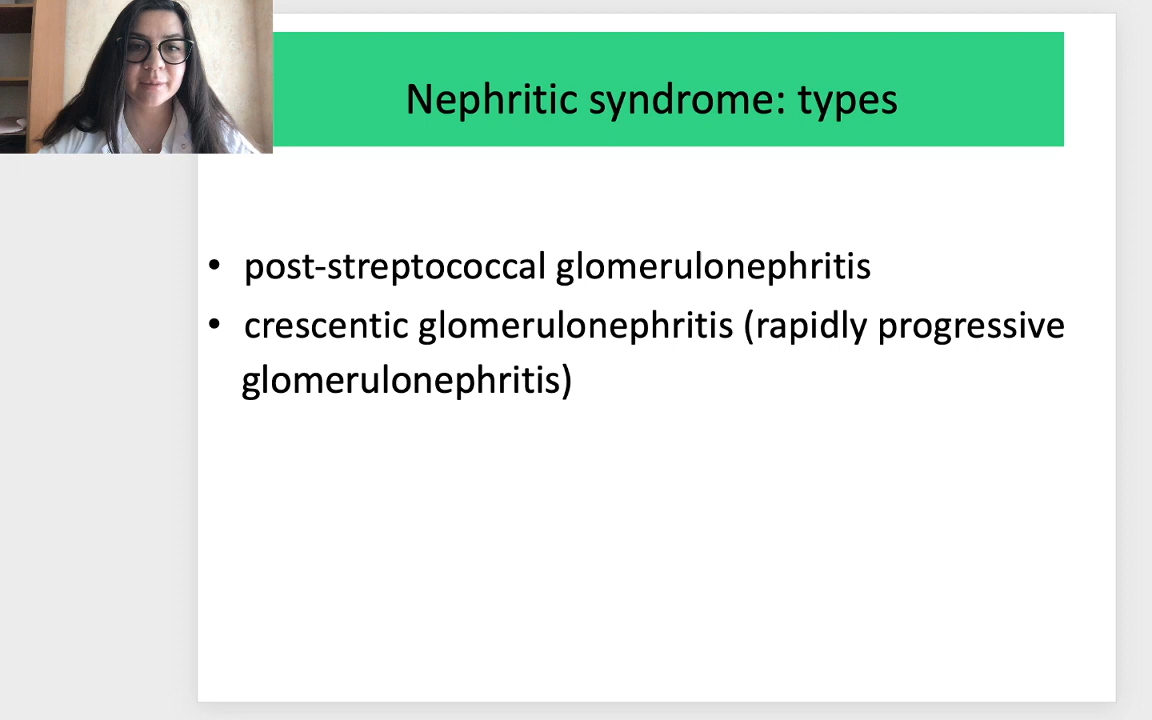 Nephritic syndrome: types
• post-streptococcal glomerulonephritis
• crescentic glomerulonephritis (rapidly progressive
glomerulonephritis)